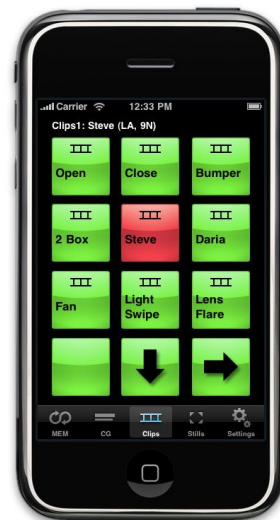 Carrier 12:33 PM
Clips1: Steve (LA, 9N)
Open Close Bumper
2 Box Steve Daria
Fan Light Swipe Lens Flare
MEM CG Clips Stills Settings